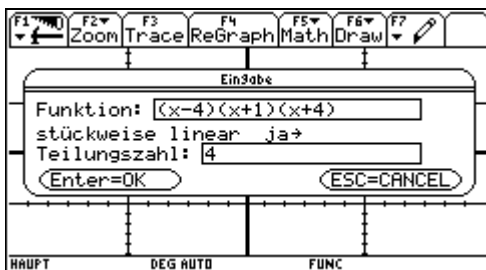 F1 F2 F3 F4 F5 F6 F7
Zoom Trace ReGraph Math Draw
Eingabe
Funktion: (x-4)(x+1)(x+4)
stückweise linear ja→
Teilungszahl: 4
Enter=OK ESC=CANCEL
HAUPT DEG AUTO FUNC